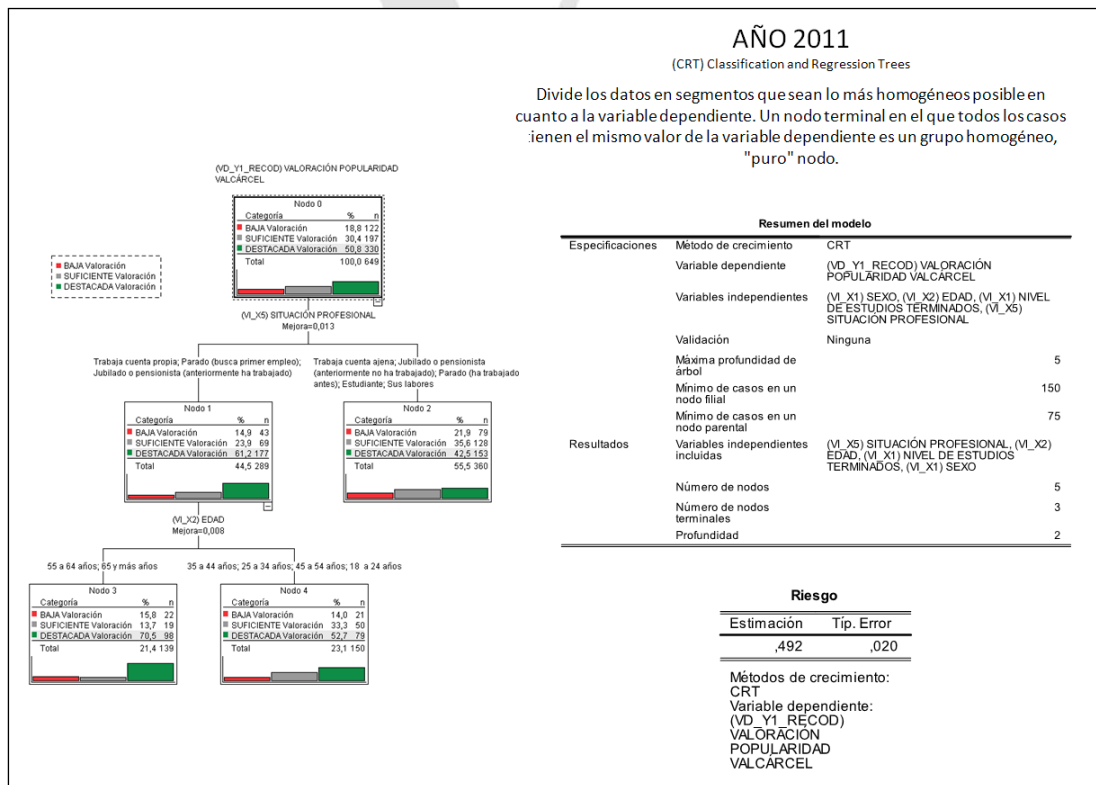 AÑO 2011
(CRT) Classification and Regression Trees
Divide los datos en segmentos que sean lo más homogéneos posible en
cuanto a la variable dependiente. Un nodo terminal en el que todos los casos
tienen el mismo valor de la variable dependiente es un grupo homogéneo,
"puro" nodo.
(VD_Y1_RECOD) VALORACIÓN POPULARIDAD
VALCÁRCEL
Nodo 0
Categoría % n
BAJA Valoración 18,8 122
SUFICIENTE Valoración 30,4 197
DESTACADA Valoración 50,8 330
Total 100,0 649
BAJA Valoración
SUFICIENTE Valoración
DESTACADA Valoración
(VI_X5) SITUACIÓN PROFESIONAL
Mejora=0,013
Trabaja cuenta propia; Parado (busca primer empleo);
Jubilado o pensionista (anteriormente ha trabajado)
Trabaja cuenta ajena; Jubilado o pensionista
(anteriormente no ha trabajado); Parado (ha trabajado
antes); Estudiante; Sus labores
Nodo 1
Categoría % n
BAJA Valoración 14,9 43
SUFICIENTE Valoración 23,9 69
DESTACADA Valoración 61,2 177
Total 44,5 289
Nodo 2
Categoría % n
BAJA Valoración 21,9 79
SUFICIENTE Valoración 35,6 128
DESTACADA Valoración 42,5 153
Total 55,5 360
(VI_X2) EDAD
Mejora=0,008
55 a 64 años; 65 y más años
35 a 44 años; 25 a 34 años; 45 a 54 años; 18 a 24 años
Nodo 3
Categoría % n
BAJA Valoración 15,8 22
SUFICIENTE Valoración 13,7 19
DESTACADA Valoración 70,5 98
Total 21,4 139
Nodo 4
Categoría % n
BAJA Valoración 14,0 21
SUFICIENTE Valoración 33,3 50
DESTACADA Valoración 52,7 79
Total 23,1 150
Resumen del modelo
Especificaciones Método de crecimiento CRT
Variable dependiente (VD_Y1_RECOD) VALORACIÓN
POPULARIDAD VALCÁRCEL
Variables independientes (VI_X1) SEXO, (VI_X2) EDAD, (VI_X1) NIVEL
DE ESTUDIOS TERMINADOS, (VI_X5)
SITUACIÓN PROFESIONAL
Validación Ninguna
Máxima profundidad de
árbol 5
Mínimo de casos en un
nodo filial 150
Mínimo de casos en un
nodo parental 75
Resultados Variables independientes
incluidas (VI_X5) SITUACIÓN PROFESIONAL, (VI_X2)
EDAD, (VI_X1) NIVEL DE ESTUDIOS
TERMINADOS, (VI_X1) SEXO
Número de nodos 5
Número de nodos
terminales 3
Profundidad 2
Riesgo
Estimación Típ. Error
,492 ,020
Métodos de crecimiento:
CRT
Variable dependiente:
(VD_Y1_RECOD)
VALORACIÓN
POPULARIDAD
VALCÁRCEL